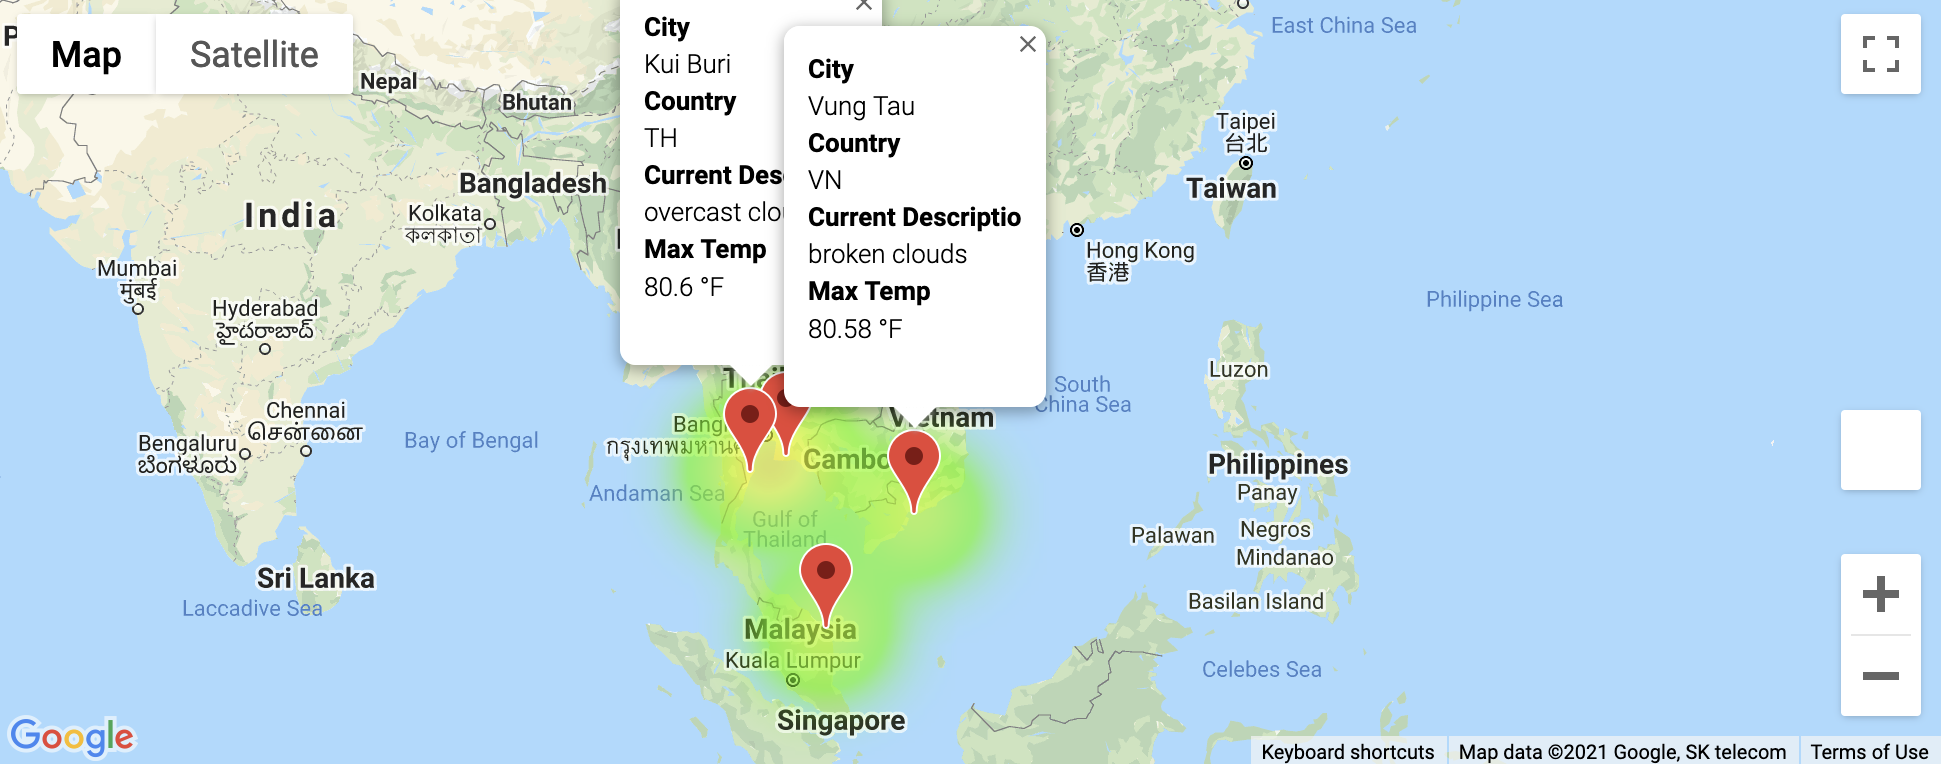 P
Map
Satellite
Nepal
Bhutan
Bangladesh
India
Kolkata
কলকাতা
Mumbai
मुंबई
Hyderabad
హైదరాబాద్
Chennai
சென்னை
Bengaluru
ಬೆಂಗಳೂರು
Bay of Bengal
Sri Lanka
Laccadive Sea
City
Kui Buri
Country
TH
Current Des
overcast clou
Max Temp
80.6 °F
City
Vung Tau
Country
VN
Current Descriptio
broken clouds
Max Temp
80.58 °F
East China Sea
Taipei
台北
Taiwan
Hong Kong
香港
Philippine Sea
Luzon
South
China Sea
Vietnam
Bang
กรุงเทพมหาน
Cambo
Andaman Sea
Gulf of
Thailand
Philippines
Panay
Negros
Palawan
Mindanao
Basilan Island
Malaysia
Kuala Lumpur
Celebes Sea
Singapore
Google
Keyboard shortcuts
Map data ©2021 Google, SK telecom
Terms of Use